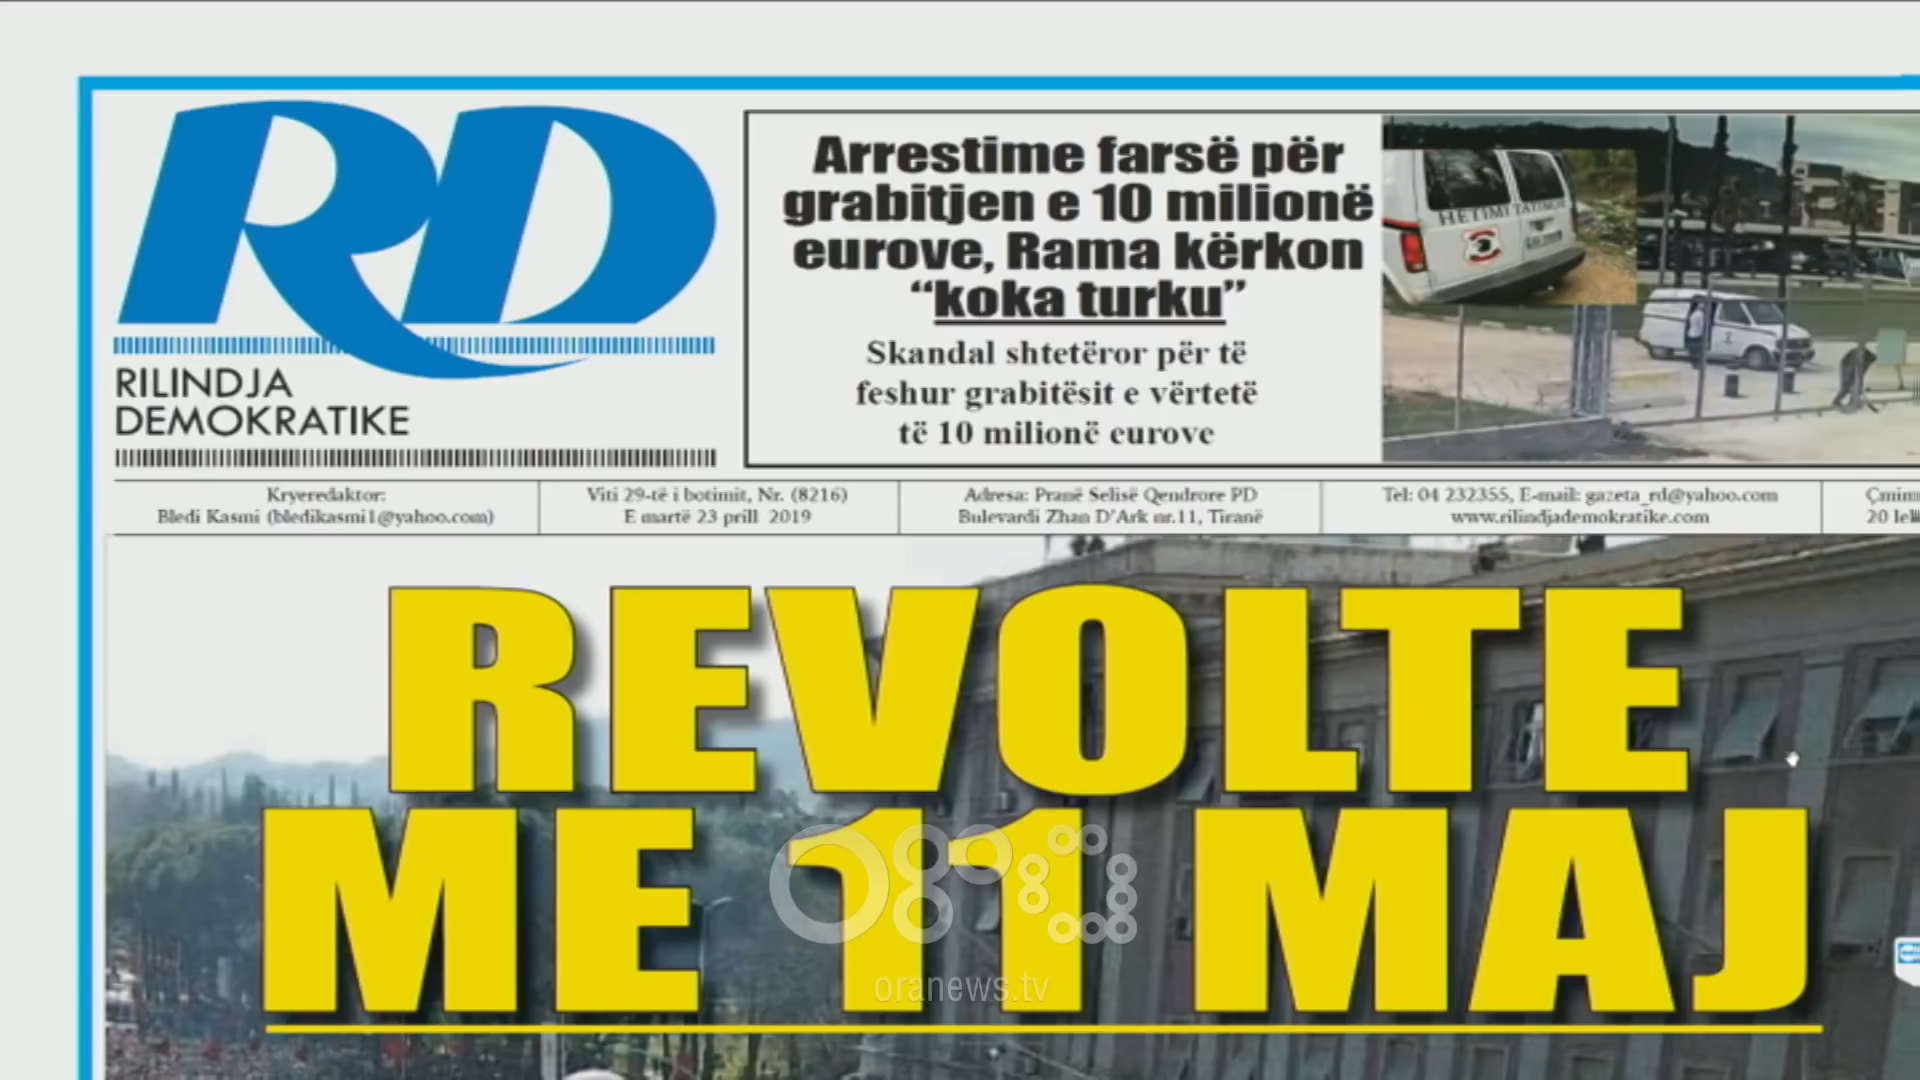 RD
RILINDJA
DEMOKRATIKE
Arrestime farsë për
grabitjen e 10 milionë
eurove, Rama kërkon
“koka turku”
Skandal shtetëror për të
feshur grabitësit e vërtetë
të 10 milionë eurove
HETIMI TATIMOR
Kryeredaktor:
Bledi Kasmi (bledikasmi1@yahoo.com)
Viti 29-të i botimit, Nr. (8216)
E martë 23 prill 2019
Adresa: Pranë Selisë Qendrore PD
Bulevardi Zhan D’Ark nr.11, Tiranë
Tel: 04 232355, E-mail: gazeta_rd@yahoo.com
www.rilindjademokratike.com
20
REVOLTE
ME 11 MAJ
ora
oranews.tv